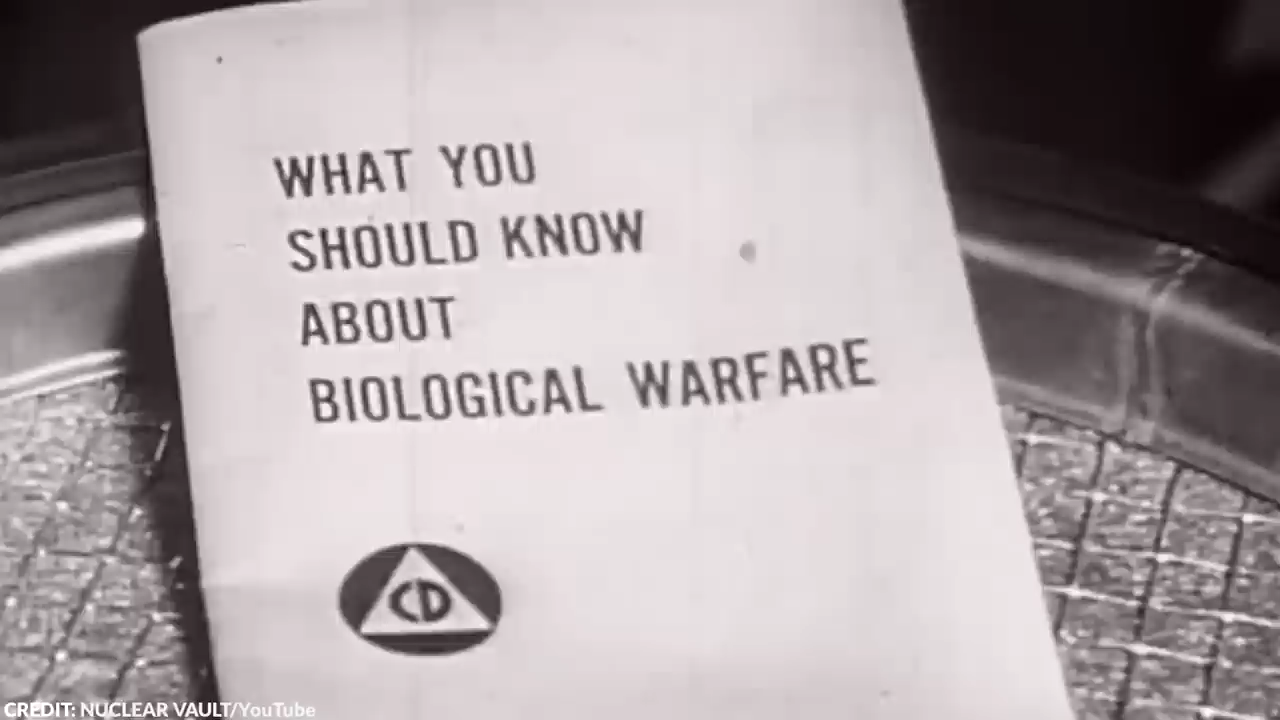 WHAT YOU
SHOULD KNOW
ABOUT
BIOLOGICAL WARFARE
CD
CREDIT: NUCLEAR VAULT/YouTube